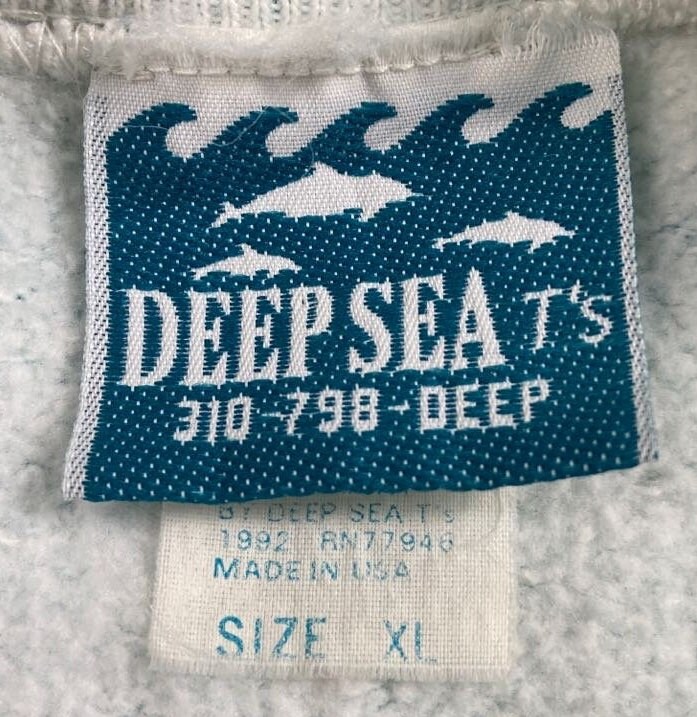 DEEP SEA T's
310-798-DEEP
BY DEEP SEA T's
1992 RN77946
MADE IN USA
SIZE XL